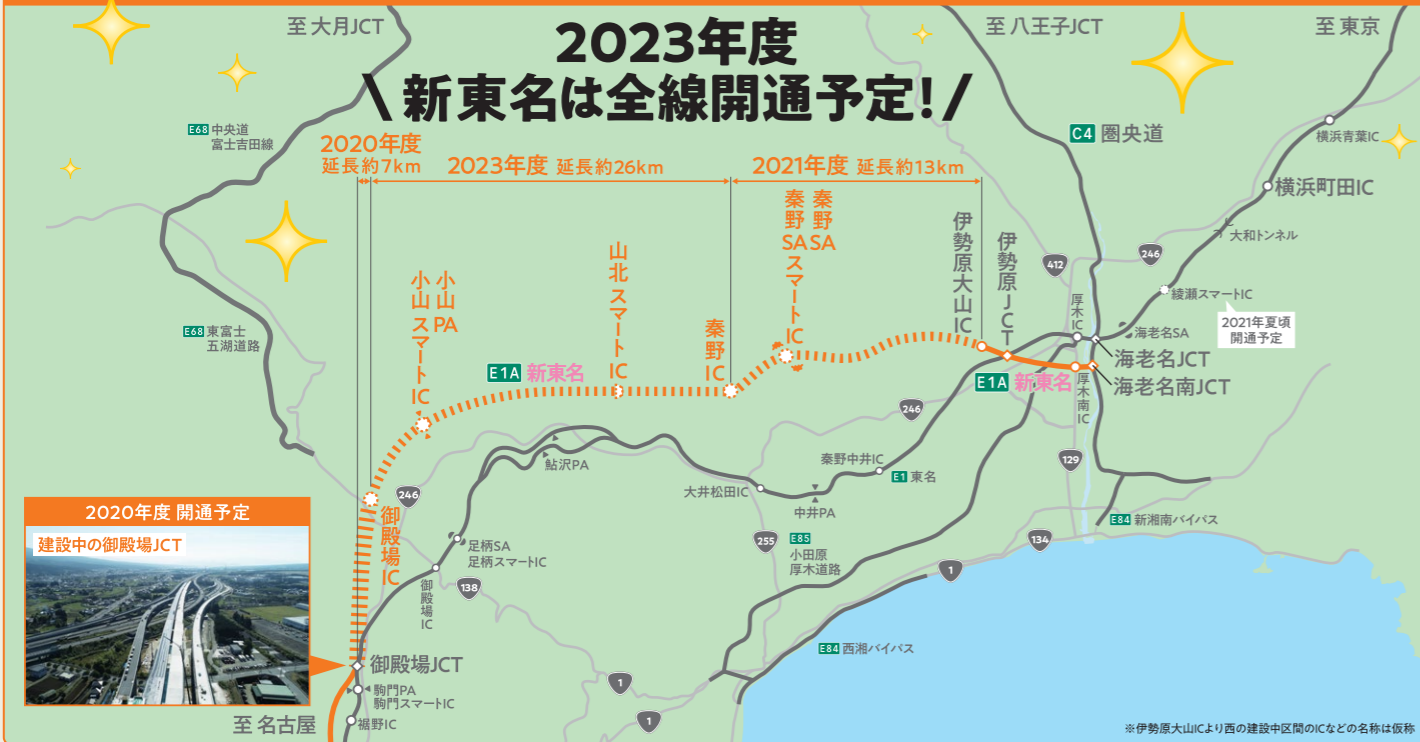 至 大月JCT
2023年度
\ 新東名は全線開通予定! /
至 八王子JCT
至 東京
E68 中央道
富士吉田線
C4 圏央道
横浜青葉IC
2020年度
延長約7km
2023年度 延長約26km
2021年度 延長約13km
横浜町田IC
大和トンネル
秦野SA
秦野SAスマートIC
伊勢原大山IC
伊勢原JCT
412
246
小山PA
小山スマートIC
山北スマートIC
秦野IC
厚木IC
綾瀬スマートIC
2021年夏頃
開通予定
海老名SA
E68 東富士
五湖道路
海老名JCT
E1A 新東名
E1A 新東名
厚木南IC
海老名南JCT
246
鮎沢PA
秦野中井IC
129
E1 東名
大井松田IC
中井PA
246
御殿場IC
2020年度 開通予定
建設中の御殿場JCT
E84 新湘南バイパス
255
E85
小田原
厚木道路
134
足柄SA
足柄スマートIC
1
138
御殿場IC
E84 西湘バイパス
御殿場JCT
1
駒門PA
駒門スマートIC
1
至 名古屋
裾野IC
※伊勢原大山ICより西の建設中区間のICなどの名称は仮称